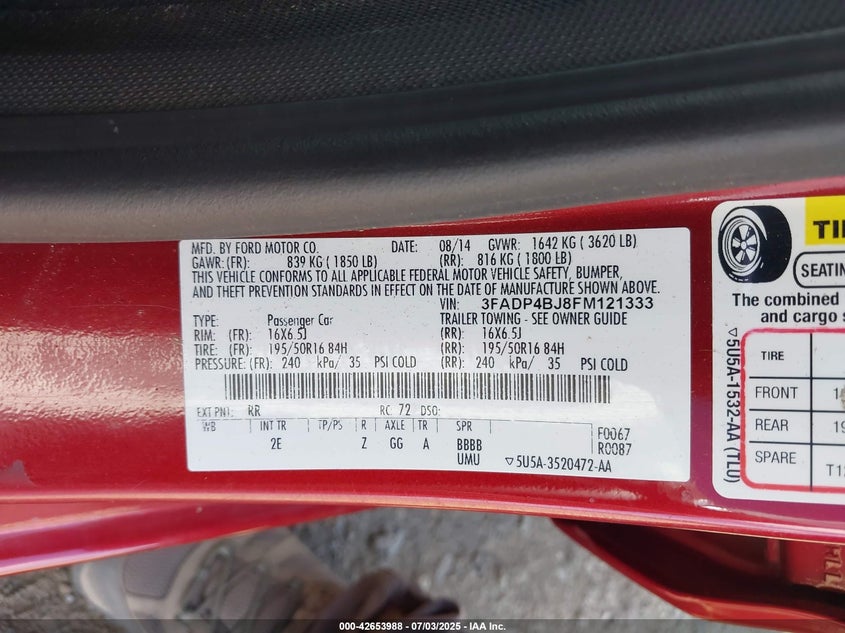 MFD. BY FORD MOTOR CO. DATE: 08/14 GVWR: 1642 KG ( 3620 LB)
GAWR: (FR): 839 KG ( 1850 LB) (RR): 816 KG ( 1800 LB)
THIS VEHICLE CONFORMS TO ALL APPLICABLE FEDERAL MOTOR VEHICLE SAFETY, BUMPER,
AND THEFT PREVENTION STANDARDS IN EFFECT ON THE DATE OF MANUFACTURE SHOWN ABOVE.
VIN: 3FADP4BJ8FM121333
TYPE: Passenger Car TRAILER TOWING - SEE OWNER GUIDE
RIM: (FR): 16X6.5J (RR): 16X6.5J
TIRE: (FR): 195/50R16 84H (RR): 195/50R16 84H
PRESSURE: (FR): 240 kPa/ 35 PSI COLD (RR): 240 kPa/ 35 PSI COLD
EXT PNT: RR RC: 72 DSO:
WB INT TR TP/PS R AXLE TR SPR F0067
2E Z GG A BBBB R0087
UMU ▽5U5A-3520472-AA
▽5U5A-1532-AA (TLU)
TI
SEATIN
The combined
and cargo s
TIRE
FRONT 1
REAR 19
SPARE T1
000-42653988 - 07/03/2025 - IAA Inc.